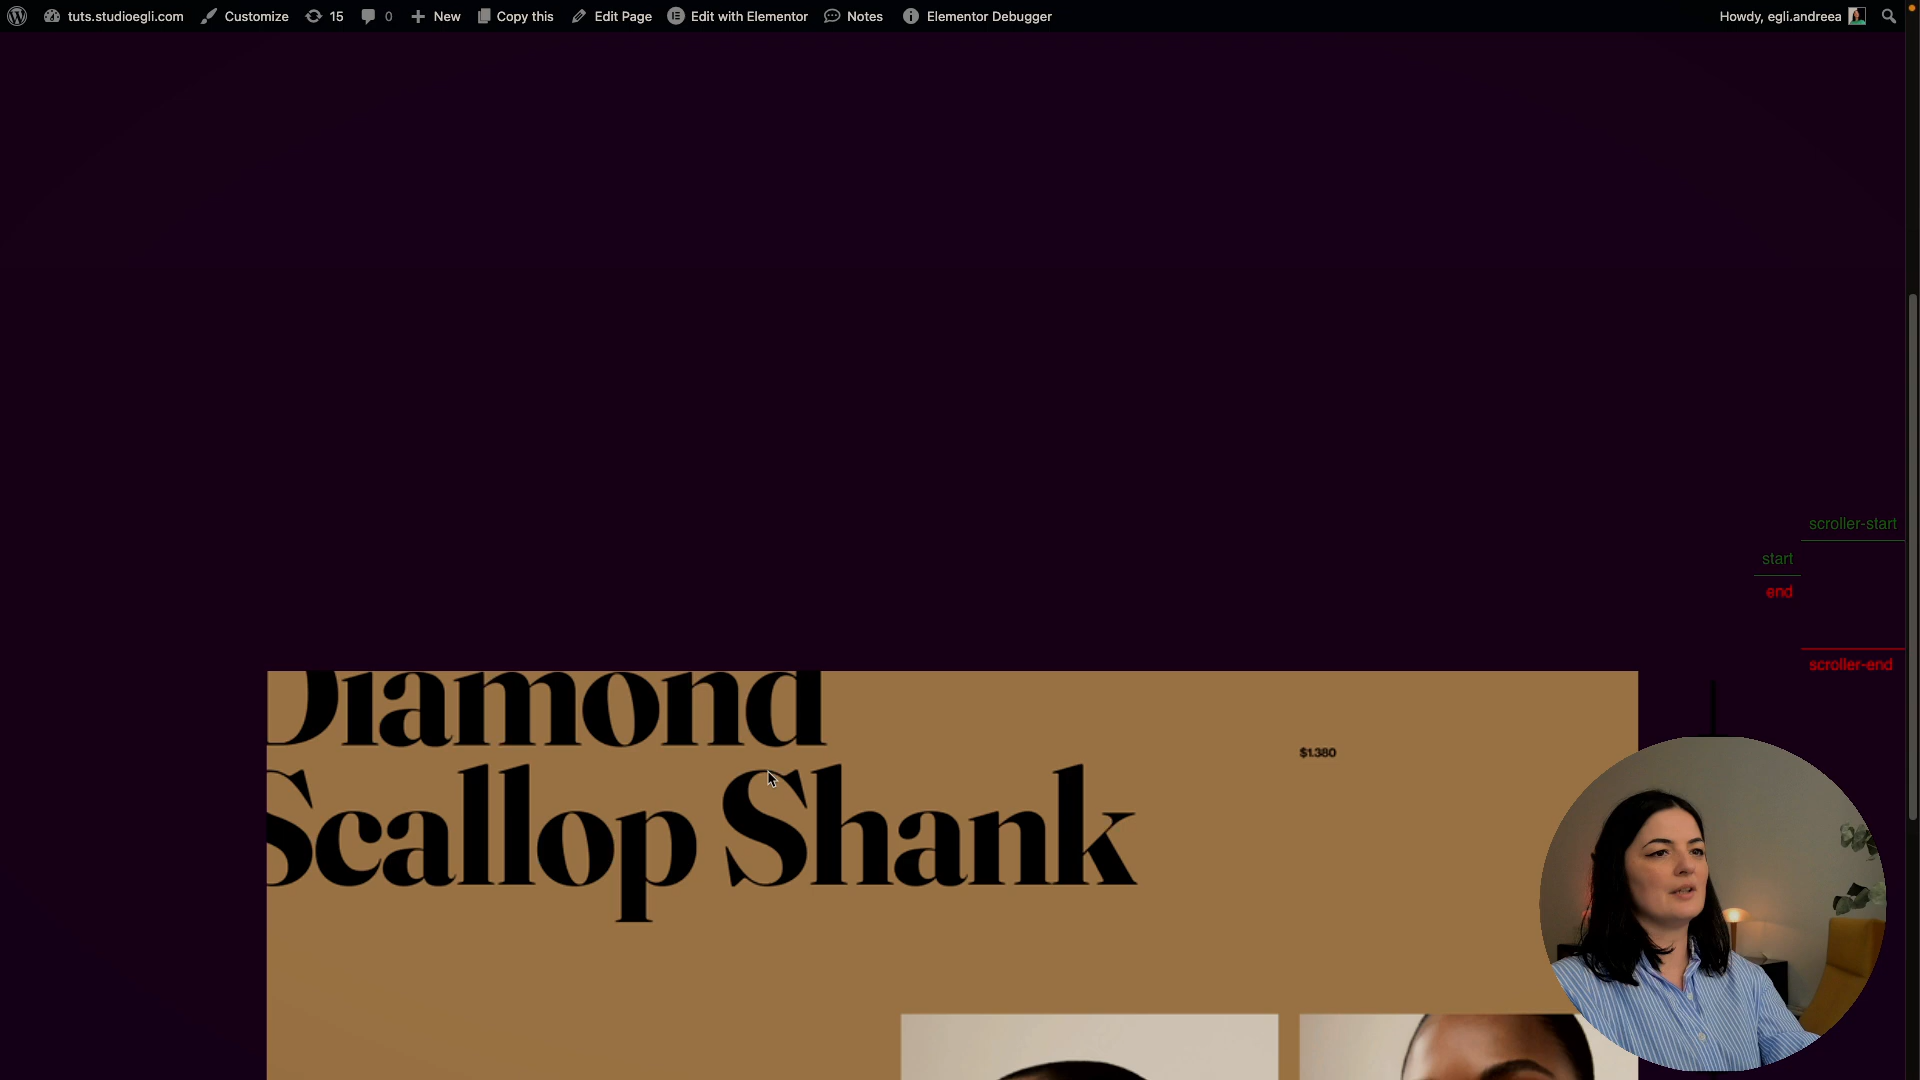 tuts.studioegli.com Customize 15 0 New Copy this Edit Page Edit with Elementor Notes Elementor Debugger Howdy, egli.andreea
scroller-start
start
end
scroller-end
Diamond
$1.380
Scallop Shank